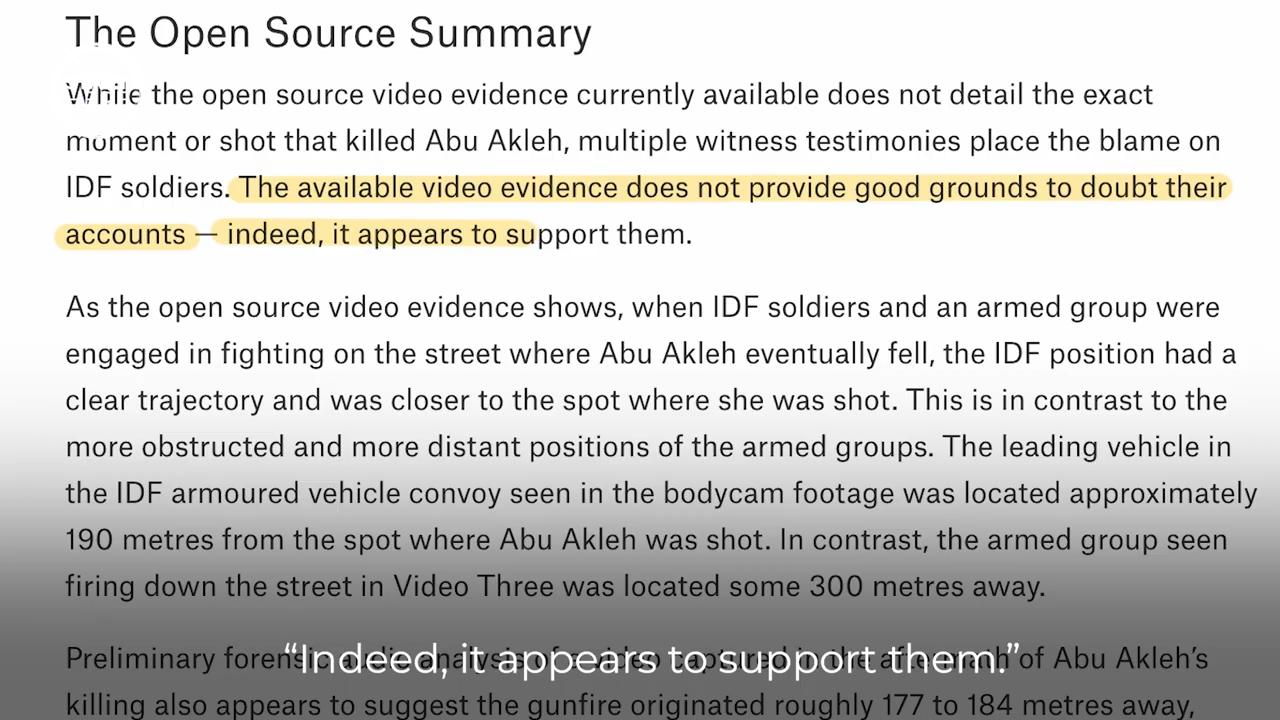 The Open Source Summary
While the open source video evidence currently available does not detail the exact
moment or shot that killed Abu Akleh, multiple witness testimonies place the blame on
IDF soldiers. The available video evidence does not provide good grounds to doubt their
accounts — indeed, it appears to support them.
As the open source video evidence shows, when IDF soldiers and an armed group were
engaged in fighting on the street where Abu Akleh eventually fell, the IDF position had a
clear trajectory and was closer to the spot where she was shot. This is in contrast to the
more obstructed and more distant positions of the armed groups. The leading vehicle in
the IDF armoured vehicle convoy seen in the bodycam footage was located approximately
190 metres from the spot where Abu Akleh was shot. In contrast, the armed group seen
firing down the street in Video Three was located some 300 metres away.
Preliminary forensic audio analysis of a video captured in the aftermath of Abu Akleh’s
“Indeed, it appears to support them.”
killing also appears to suggest the gunfire originated roughly 177 to 184 metres away,